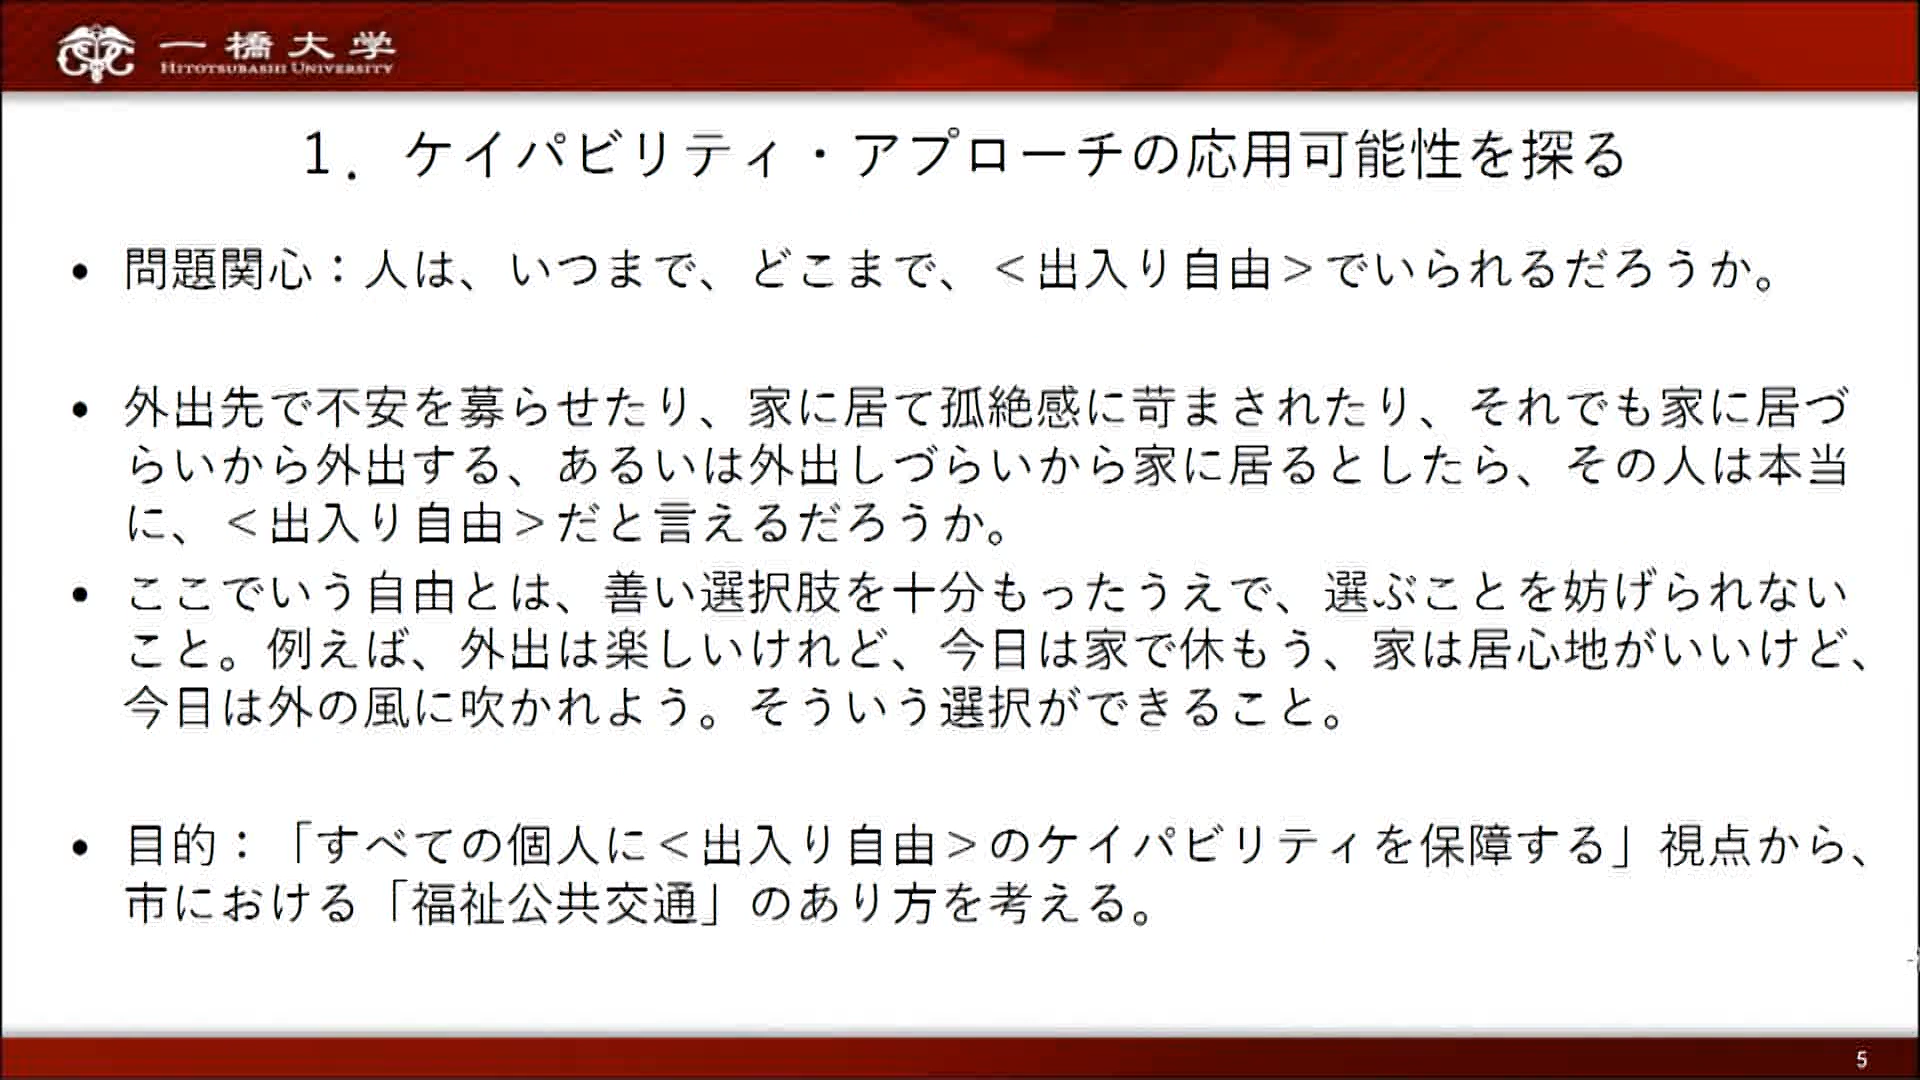 一橋大学
HITOTSUBASHI UNIVERSITY
1．ケイパビリティ・アプローチの応用可能性を探る
• 問題関心：人は、いつまで、どこまで、＜出入り自由＞でいられるだろうか。
• 外出先で不安を募らせたり、家に居て孤絶感に苛まされたり、それでも家に居づ
らいから外出する、あるいは外出しづらいから家に居るとしたら、その人は本当
に、＜出入り自由＞だと言えるだろうか。
• ここでいう自由とは、善い選択肢を十分もったうえで、選ぶことを妨げられない
こと。例えば、外出は楽しいけれど、今日は家で休もう、家は居心地がいいけど、
今日は外の風に吹かれよう。そういう選択ができること。
• 目的：「すべての個人に＜出入り自由＞のケイパビリティを保障する」視点から、
市における「福祉公共交通」のあり方を考える。
5